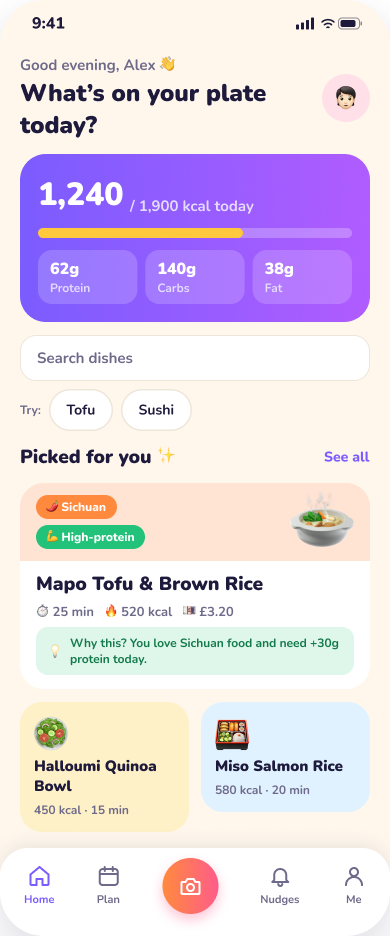 9:41
Good evening, Alex 👋
What’s on your plate
today?
1,240 / 1,900 kcal today
62g
Protein
140g
Carbs
38g
Fat
Search dishes
Try: Tofu Sushi
Picked for you ✨ See all
🌶️ Sichuan
💪 High-protein
Mapo Tofu & Brown Rice
⏱ 25 min 🔥 520 kcal 💷 £3.20
💡 Why this? You love Sichuan food and need +30g
protein today.
Halloumi Quinoa
Bowl
450 kcal · 15 min
Miso Salmon Rice
580 kcal · 20 min
Home
Plan
Nudges
Me